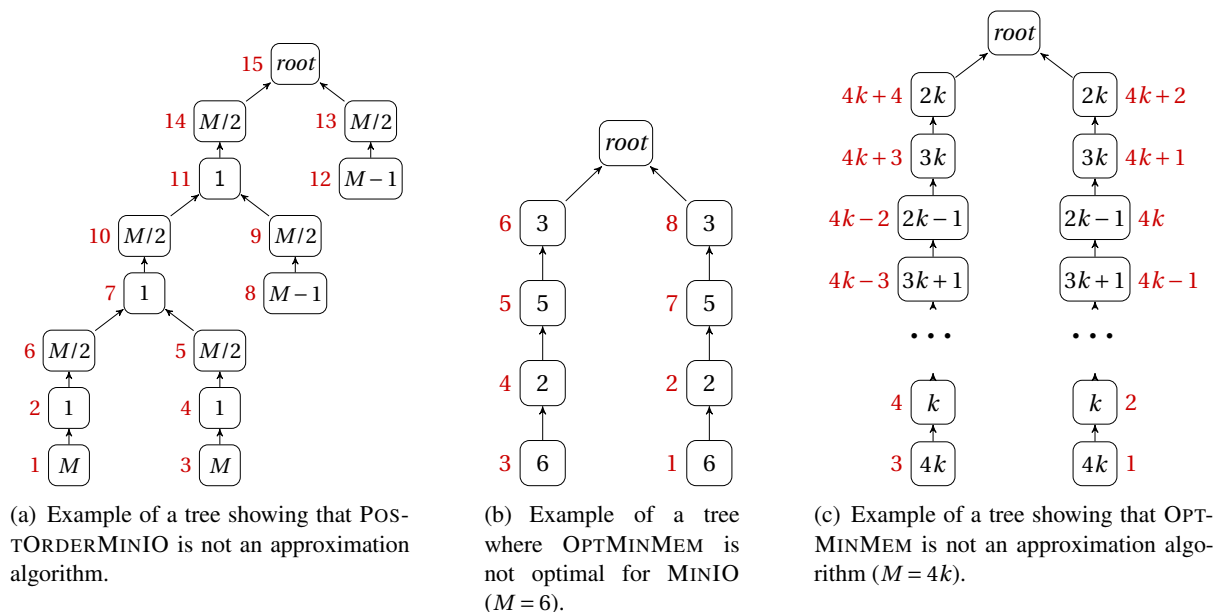 15 root
14 M/2 13 M/2
11 1 12 M−1
10 M/2 9 M/2
7 1 8 M−1
6 M/2 5 M/2
2 1 4 1
1 M 3 M
(a) Example of a tree showing that POS-
TORDERMINIO is not an approximation
algorithm.
root
6 3 8 3
5 5 7 5
4 2 2 2
3 6 1 6
(b) Example of a tree
where OPTMINMEM is
not optimal for MINIO
(M = 6).
root
4k+4 2k 2k 4k+2
4k+3 3k 3k 4k+1
4k−2 2k−1 2k−1 4k
4k−3 3k+1 3k+1 4k−1
··· ···
4 k k 2
3 4k 4k 1
(c) Example of a tree showing that OPT-
MINMEM is not an approximation algo-
rithm (M = 4k).